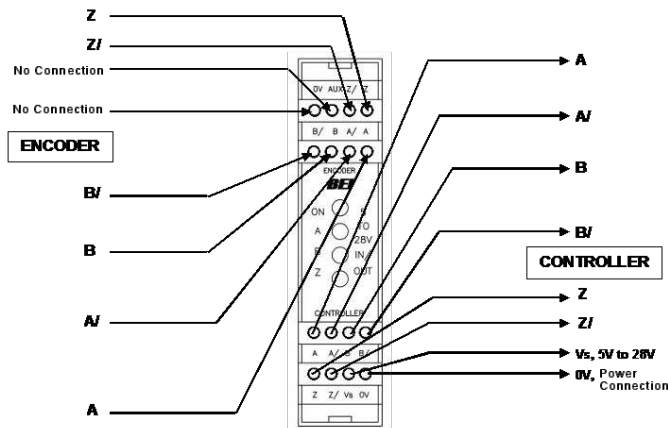 Z
Z/
No Connection
No Connection
ENCODER
B/
B
A/
A
0V AUX Z/ Z
B/ B A/ A
ENCODER
BEI
ON 5
A TO
28V
B IN/
Z OUT
CONTROLLER
A A/ B B/
Z Z/ Vs 0V
A
A/
B
B/
CONTROLLER
Z
Z/
Vs, 5V to 28V
0V, Power
Connection